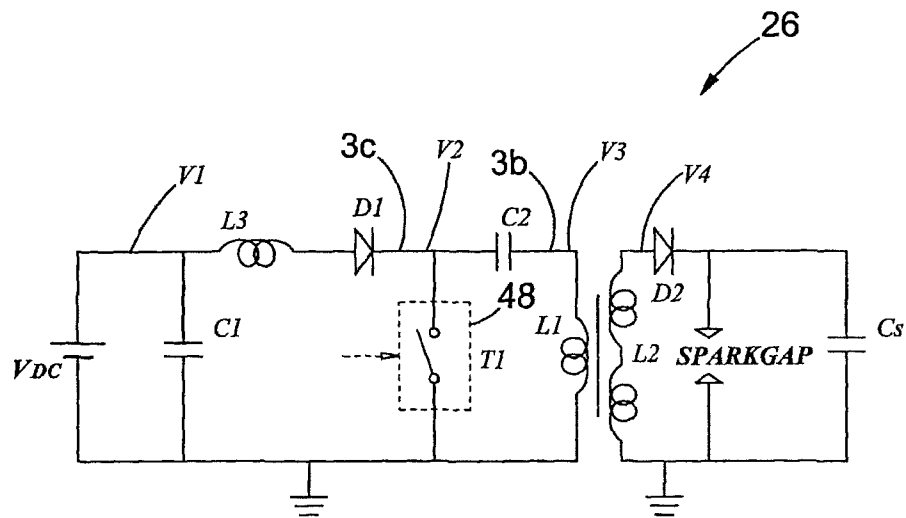 26
3c
V2
3b
V3
V1
V4
L3
D1
C2
D2
48
C1
T1
L1
L2
SPARKGAP
Cs
VDC